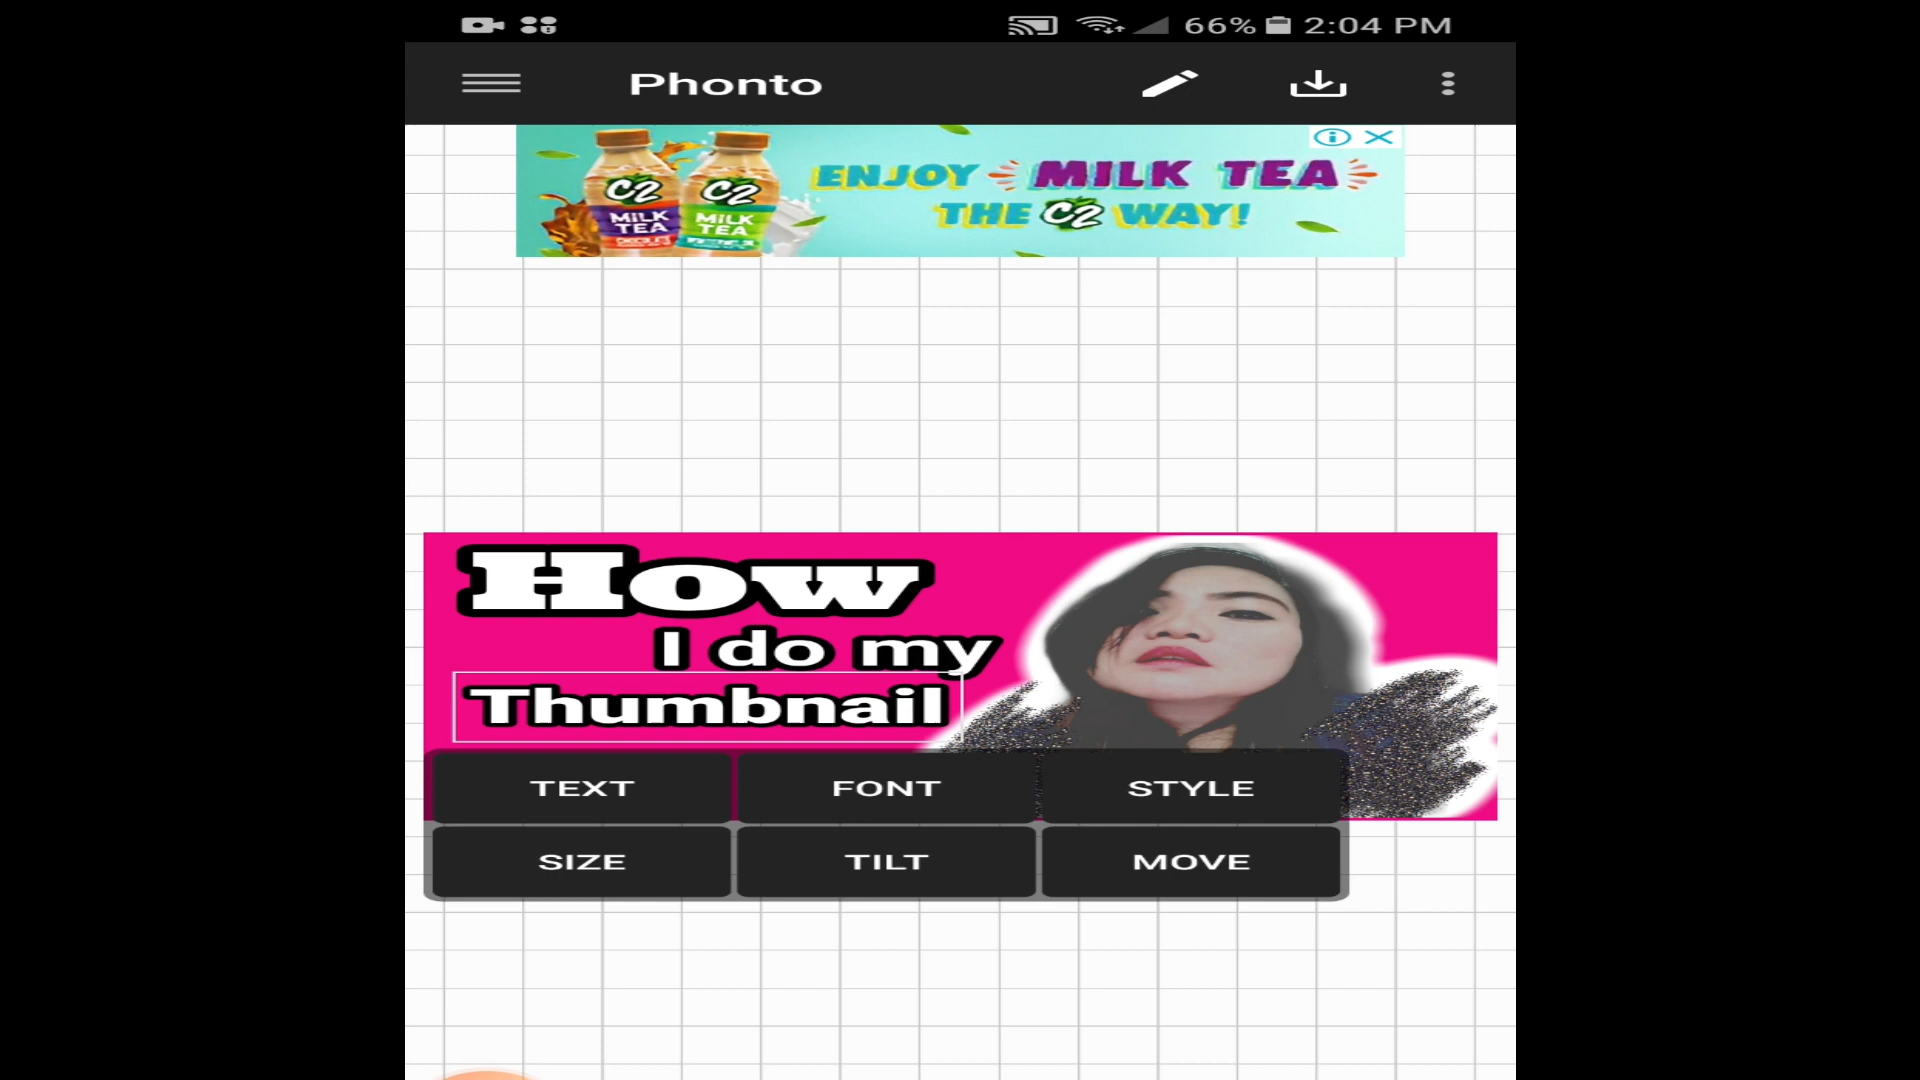 66% 2:04 PM
Phonto
ENJOY MILK TEA
THE C2 WAY!
C2
MILK
TEA
C2
MILK
TEA
How
I do my
Thumbnail
TEXT FONT STYLE
SIZE TILT MOVE